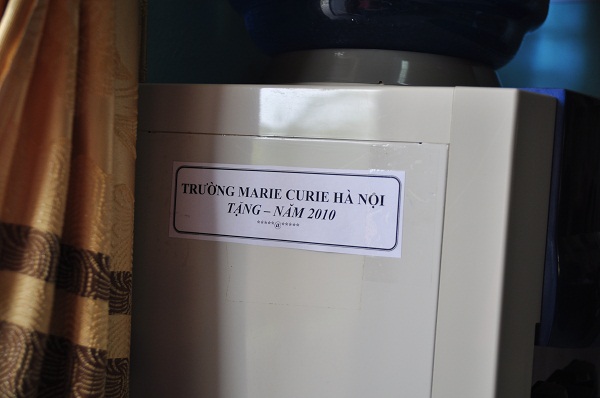 TRƯỜNG MARIE CURIE HÀ NỘI
TẶNG – NĂM 2010
*****@*****